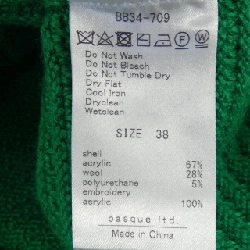 BB34-709
Do Not Wash
Do Not Bleach
Do Not Tumble Dry
Dry Flat
Cool Iron
Dryclean
Wetclean
SIZE 38
shell
acrylic 67%
wool 28%
polyurethane 5%
embroidery
acrylic 100%
basque ltd.
Made in China